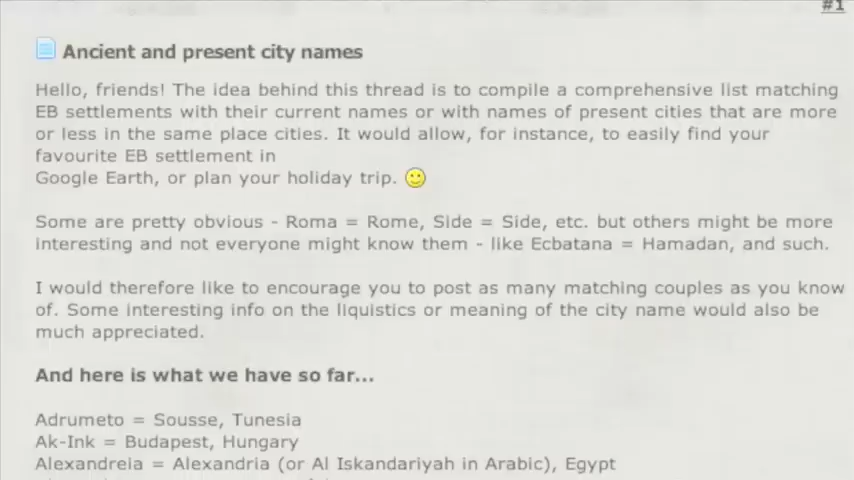 #1
Ancient and present city names
Hello, friends! The idea behind this thread is to compile a comprehensive list matching
EB settlements with their current names or with names of present cities that are more
or less in the same place cities. It would allow, for instance, to easily find your
favourite EB settlement in
Google Earth, or plan your holiday trip.
Some are pretty obvious - Roma = Rome, Side = Side, etc. but others might be more
interesting and not everyone might know them - like Ecbatana = Hamadan, and such.
I would therefore like to encourage you to post as many matching couples as you know
of. Some interesting info on the liquistics or meaning of the city name would also be
much appreciated.
And here is what we have so far...
Adrumeto = Sousse, Tunesia
Ak-Ink = Budapest, Hungary
Alexandreia = Alexandria (or Al Iskandariyah in Arabic), Egypt